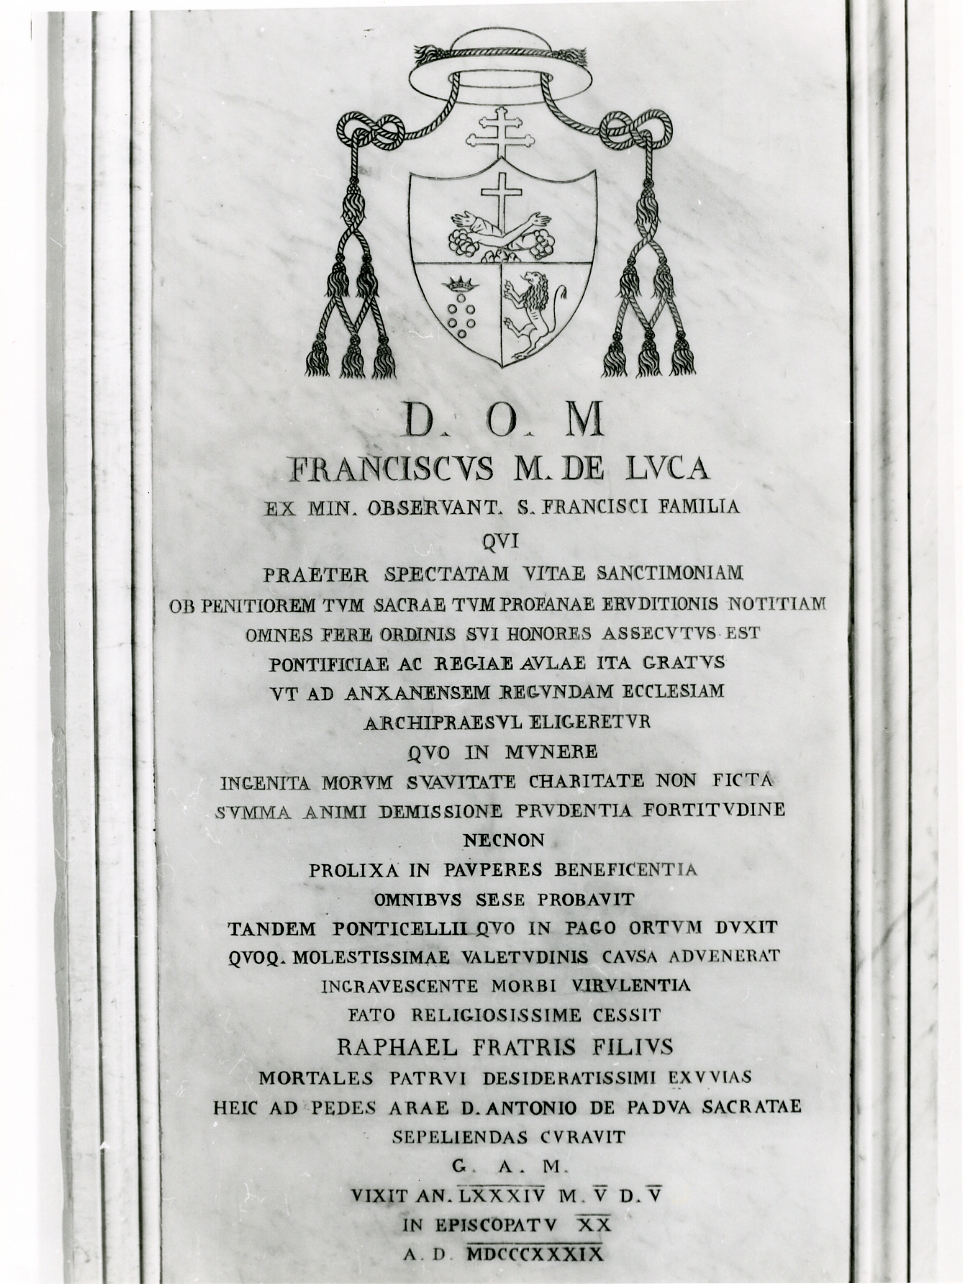 D. O. M
FRANCISCVS M. DE LVCA
EX MIN. OBSERVANT. S. FRANCISCI FAMILIA
QVI
PRAETER SPECTATAM VITAE SANCTIMONIAM
OB PENITIOREM TVM SACRAE TVM PROFANAE ERVDITIONIS NOTITIAM
OMNES FERE ORDINIS SVI HONORES ASSECVTVS EST
PONTIFICIAE AC REGIAE AVLAE ITA GRATVS
VT AD ANXANENSEM REGVNDAM ECCLESIAM
ARCHIPRAESVL ELIGERETVR
QVO IN MVNERE
INGENITA MORVM SVAVITATE CHARITATE NON FICTA
SVMMA ANIMI DEMISSIONE PRVDENTIA FORTITVDINE
NECNON
PROLIXA IN PAVPERES BENEFICENTIA
OMNIBVS SESE PROBAVIT
TANDEM PONTICELLII QVO IN PAGO ORTVM DVXIT
QVOQ. MOLESTISSIMAE VALETVDINIS CAVSA ADVENERAT
INGRAVESCENTE MORBI VIRVLENTIA
FATO RELIGIOSISSIME CESSIT
RAPHAEL FRATRIS FILIVS
MORTALES PATRVI DESIDERATISSIMI EXVVIAS
HEIC AD PEDES ARAE D. ANTONIO DE PADVA SACRATAE
SEPELIENDAS CVRAVIT
G. A. M.
VIXIT AN. LXXXIV M. V D. V
IN EPISCOPATV XX
A. D. MDCCCXXXIX